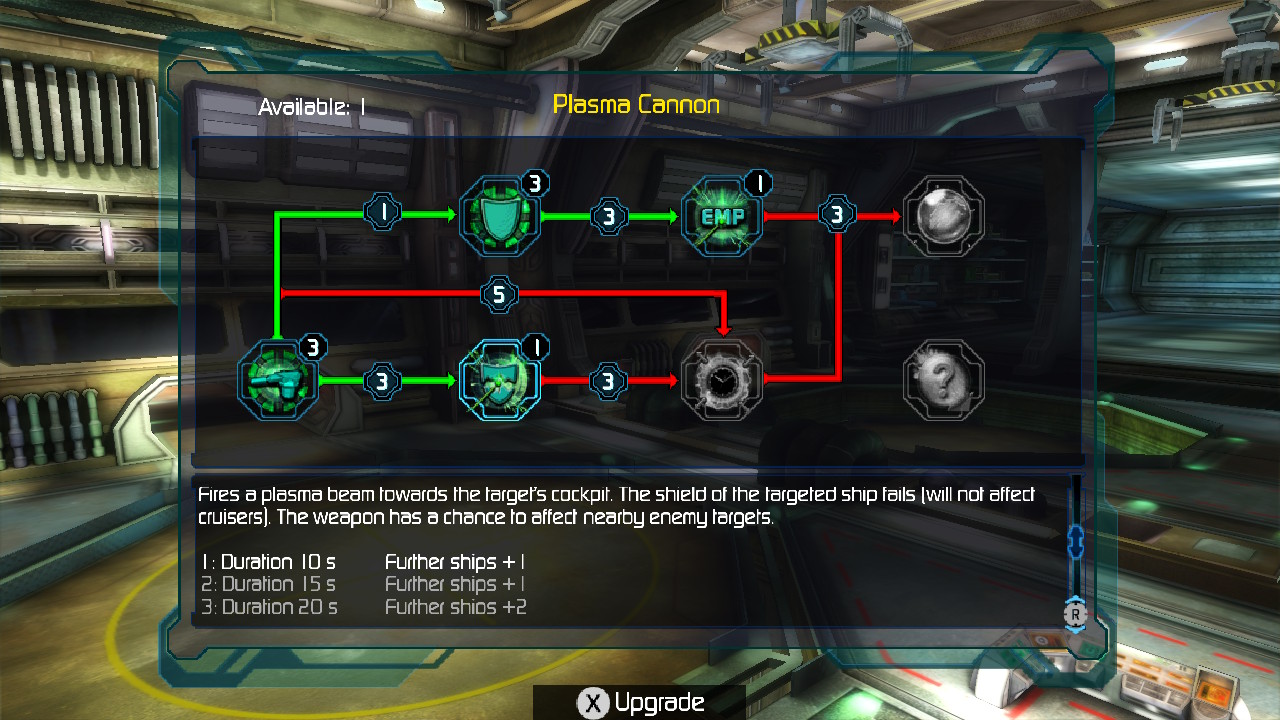 Available: 1
Plasma Cannon
3
1
1
3
EMP
3
5
3
1
3
3
Fires a plasma beam towards the target's cockpit. The shield of the targeted ship fails (will not affect
cruisers). The weapon has a chance to affect nearby enemy targets.
1: Duration 10 s Further ships +1
2: Duration 15 s Further ships +1
3: Duration 20 s Further ships +2
R
X Upgrade